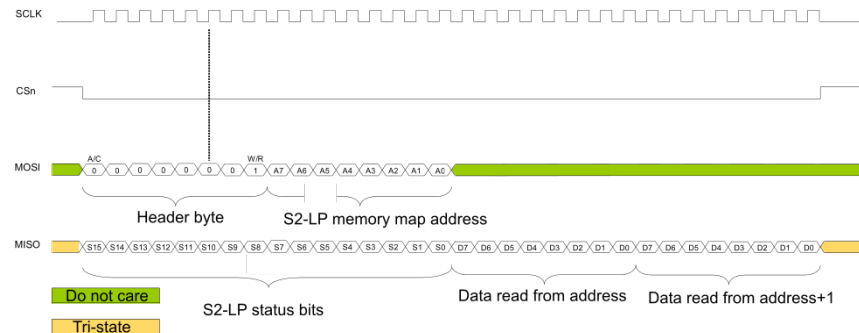 SCLK
CSn
A/C W/R
MOSI 0 0 0 0 0 0 0 1 A7 A6 A5 A4 A3 A2 A1 A0
Header byte S2-LP memory map address
MISO S15 S14 S13 S12 S11 S10 S9 S8 S7 S6 S5 S4 S3 S2 S1 S0 D7 D6 D5 D4 D3 D2 D1 D0 D7 D6 D5 D4 D3 D2 D1 D0
Do not care S2-LP status bits Data read from address Data read from address+1
Tri-state